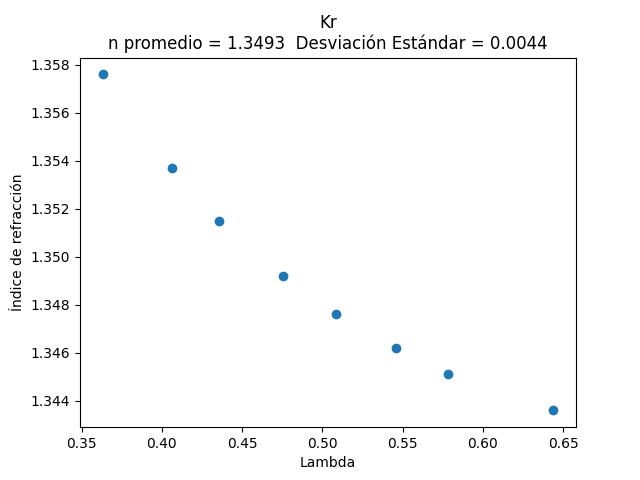 Kr
n promedio = 1.3493  Desviación Estándar = 0.0044
Índice de refracción
1.358
1.356
1.354
1.352
1.350
1.348
1.346
1.344
0.35 0.40 0.45 0.50 0.55 0.60 0.65
Lambda